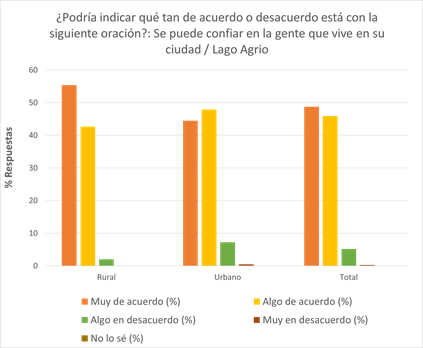 ¿Podría indicar qué tan de acuerdo o desacuerdo está con la
siguiente oración?: Se puede confiar en la gente que vive en su
ciudad / Lago Agrio
% Respuestas
60
50
40
30
20
10
0
Rural
Urbano
Total
Muy de acuerdo (%)
Algo de acuerdo (%)
Algo en desacuerdo (%)
Muy en desacuerdo (%)
No lo sé (%)